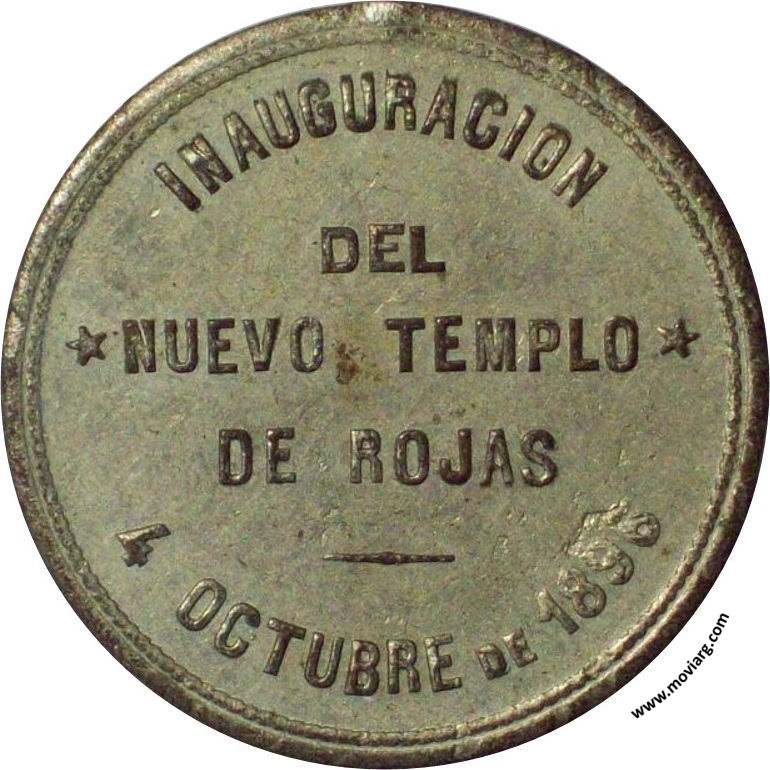 INAUGURACION
DEL
★ NUEVO TEMPLO ★
DE ROJAS
4 OCTUBRE DE 1896
www.moviarg.com